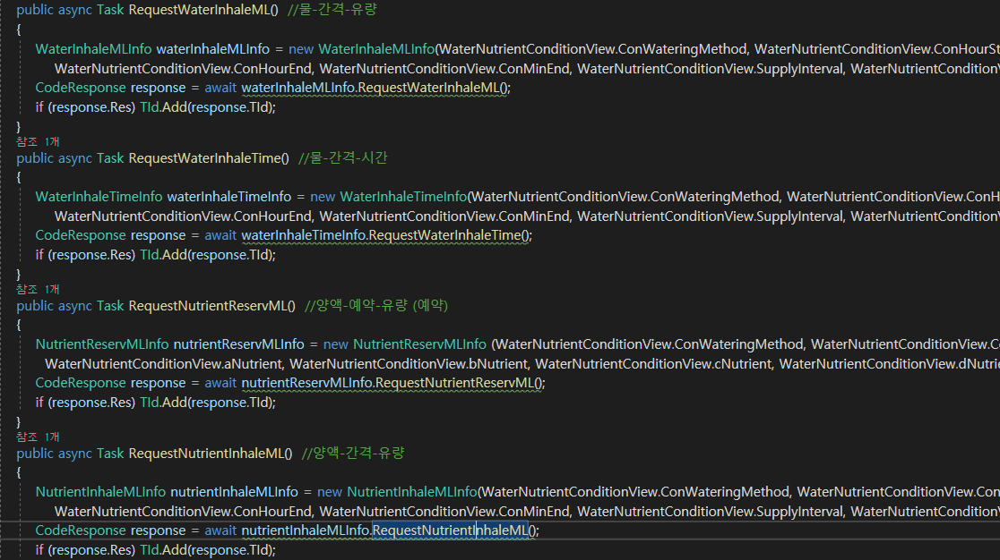 public async Task RequestWaterInhaleML() //물-간격-유량
{
WaterInhaleMLInfo waterInhaleMLInfo = new WaterInhaleMLInfo(WaterNutrientConditionView.ConWateringMethod, WaterNutrientConditionView.ConHourSt
WaterNutrientConditionView.ConHourEnd, WaterNutrientConditionView.ConMinEnd, WaterNutrientConditionView.SupplyInterval, WaterNutrientCondition
CodeResponse response = await waterInhaleMLInfo.RequestWaterInhaleML();
if (response.Res) TId.Add(response.TId);
}
참조 1개
public async Task RequestWaterInhaleTime() //물-간격-시간
{
WaterInhaleTimeInfo waterInhaleTimeInfo = new WaterInhaleTimeInfo(WaterNutrientConditionView.ConWateringMethod, WaterNutrientConditionView.ConH
WaterNutrientConditionView.ConHourEnd, WaterNutrientConditionView.ConMinEnd, WaterNutrientConditionView.SupplyInterval, WaterNutrientCondition
CodeResponse response = await waterInhaleTimeInfo.RequestWaterInhaleTime();
if (response.Res) TId.Add(response.TId);
}
참조 1개
public async Task RequestNutrientReservML() //양액-예약-유량 (예약)
{
NutrientReservMLInfo nutrientReservMLInfo = new NutrientReservMLInfo (WaterNutrientConditionView.ConWateringMethod, WaterNutrientConditionView.C
WaterNutrientConditionView.aNutrient, WaterNutrientConditionView.bNutrient, WaterNutrientConditionView.cNutrient, WaterNutrientConditionView.dNutrie
CodeResponse response = await nutrientReservMLInfo.RequestNutrientReservML();
if (response.Res) TId.Add(response.TId);
}
참조 1개
public async Task RequestNutrientInhaleML() //양액-간격-유량
{
NutrientInhaleMLInfo nutrientInhaleMLInfo = new NutrientInhaleMLInfo(WaterNutrientConditionView.ConWateringMethod, WaterNutrientConditionView.Con
WaterNutrientConditionView.ConHourEnd, WaterNutrientConditionView.ConMinEnd, WaterNutrientConditionView.SupplyInterval, WaterNutrientCondition
CodeResponse response = await nutrientInhaleMLInfo.RequestNutrientInhaleML();
if (response.Res) TId.Add(response.TId);